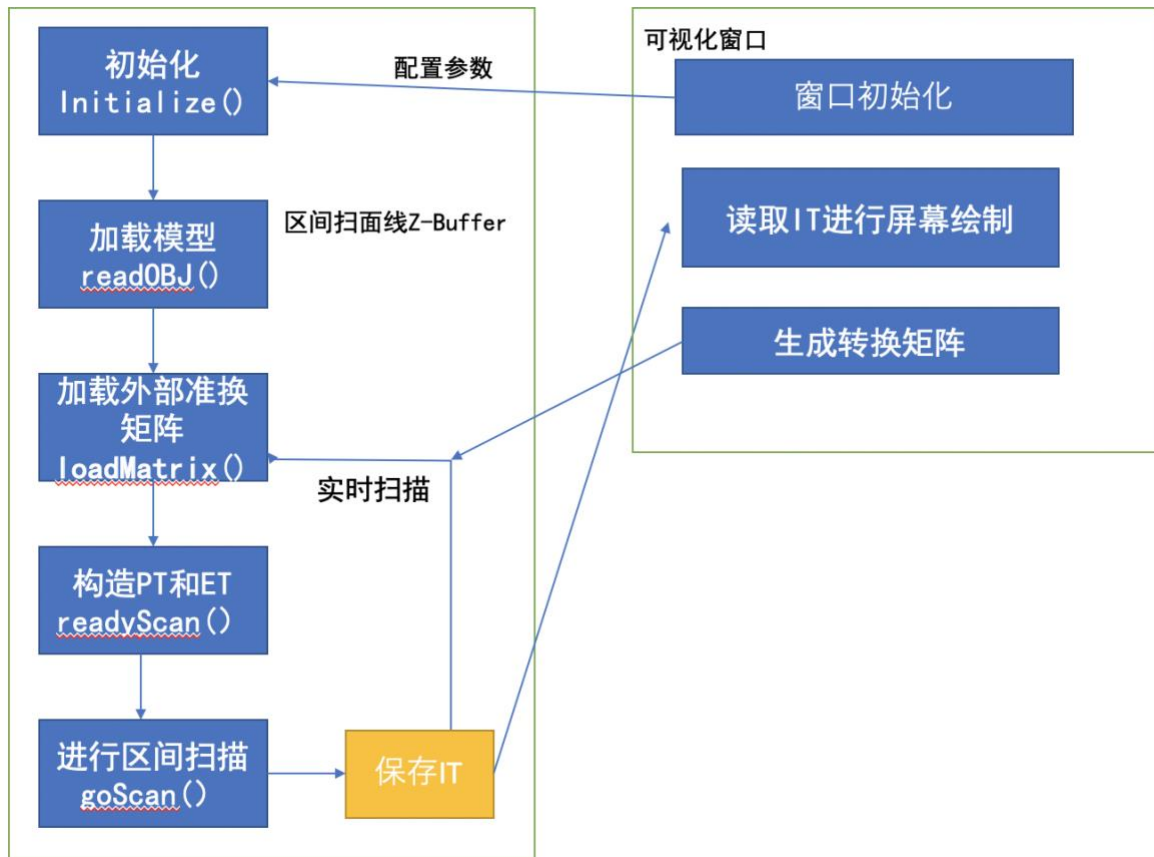 初始化
Initialize()
配置参数
加载模型
readOBJ()
区间扫面线Z-Buffer
加载外部准换
矩阵
loadMatrix()
实时扫描
构造PT和ET
readyScan()
进行区间扫描
goScan()
保存IT
可视化窗口
窗口初始化
读取IT进行屏幕绘制
生成转换矩阵